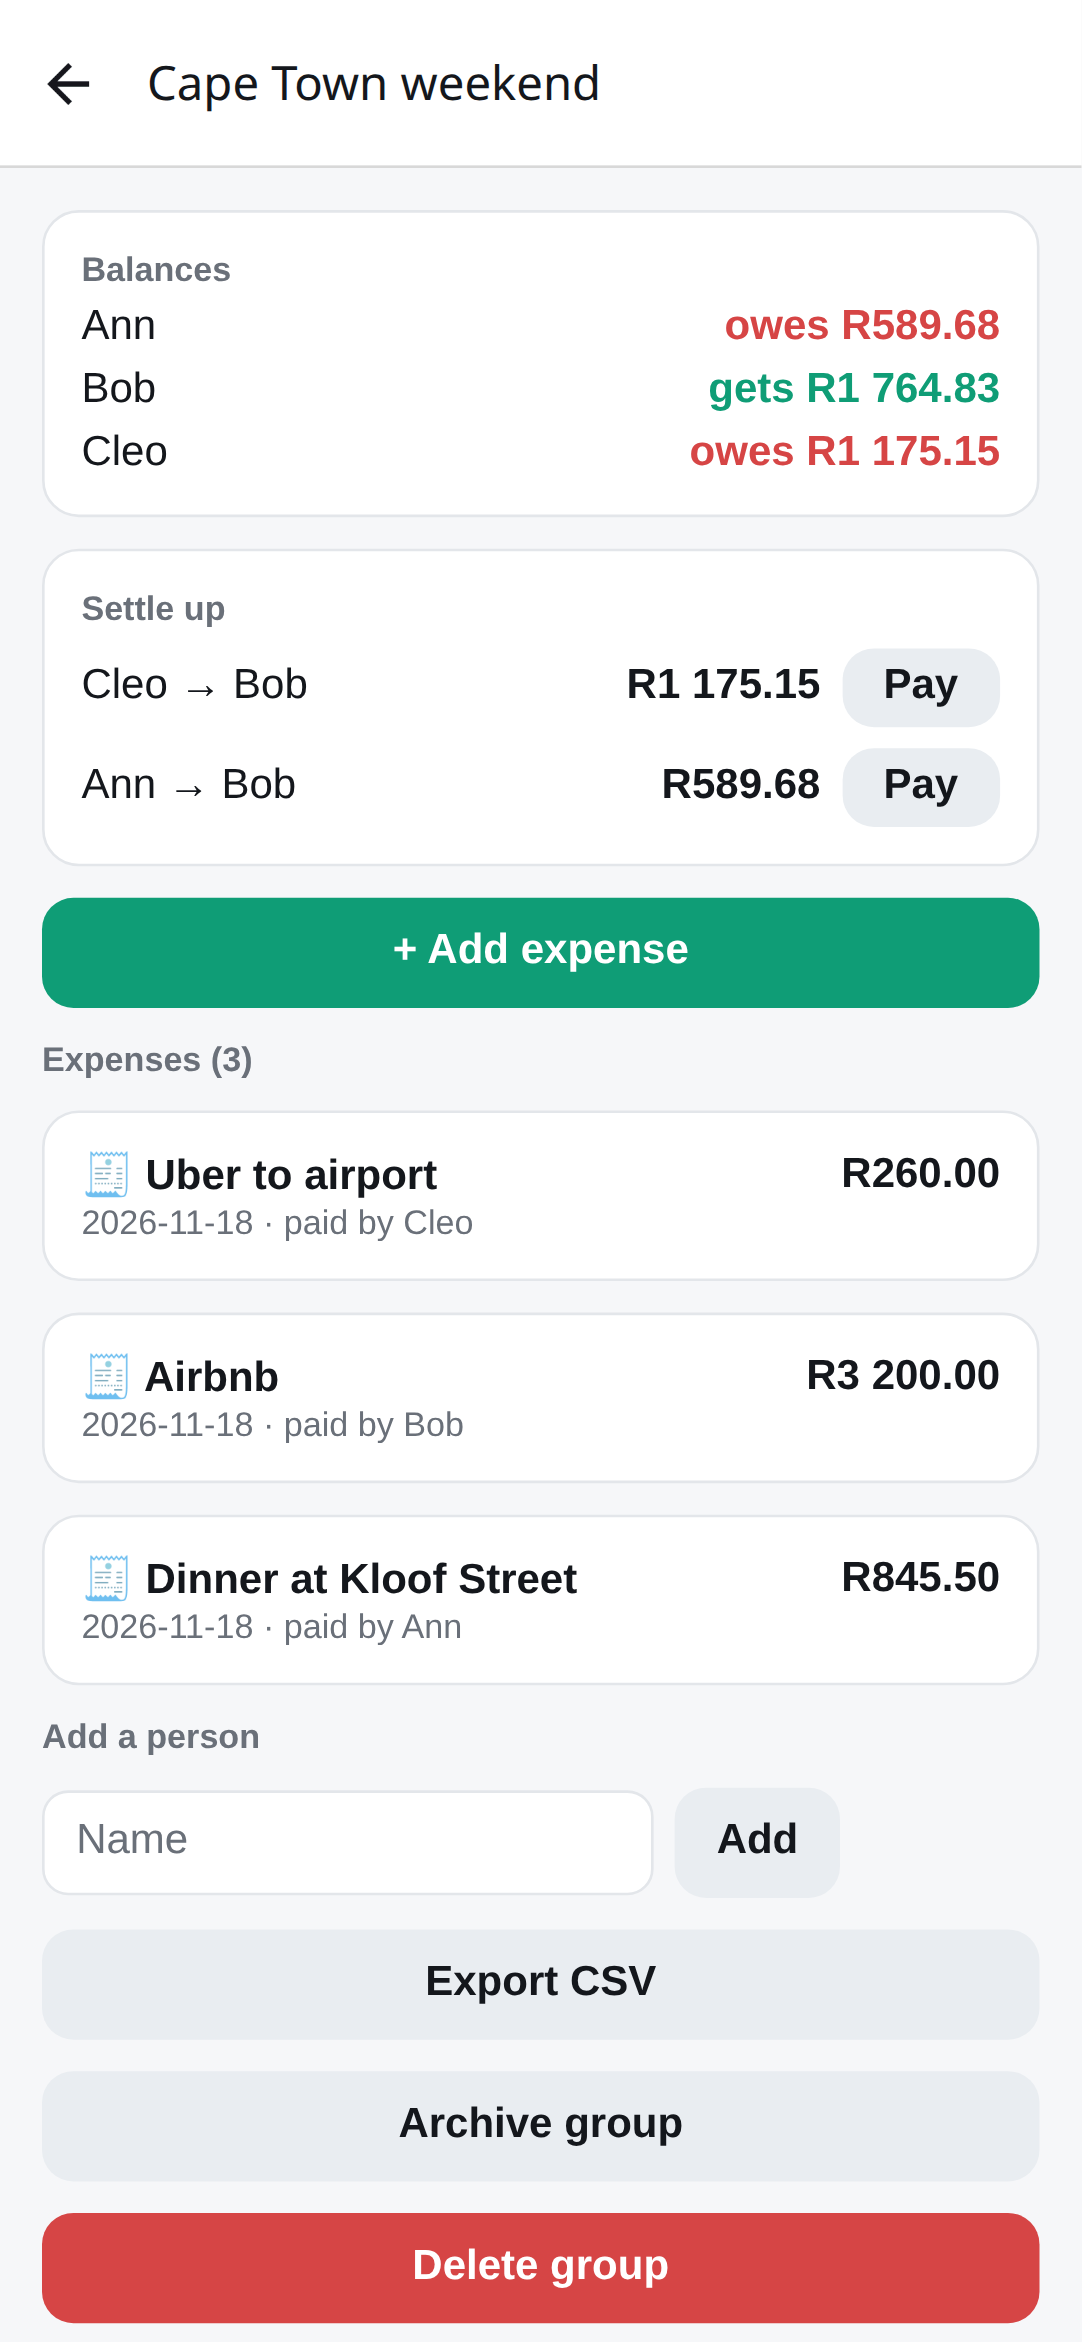 Cape Town weekend
Balances
Ann owes R589.68
Bob gets R1 764.83
Cleo owes R1 175.15
Settle up
Cleo → Bob R1 175.15 Pay
Ann → Bob R589.68 Pay
+ Add expense
Expenses (3)
🧾 Uber to airport R260.00
2026-11-18 · paid by Cleo
🧾 Airbnb R3 200.00
2026-11-18 · paid by Bob
🧾 Dinner at Kloof Street R845.50
2026-11-18 · paid by Ann
Add a person
Name Add
Export CSV
Archive group
Delete group